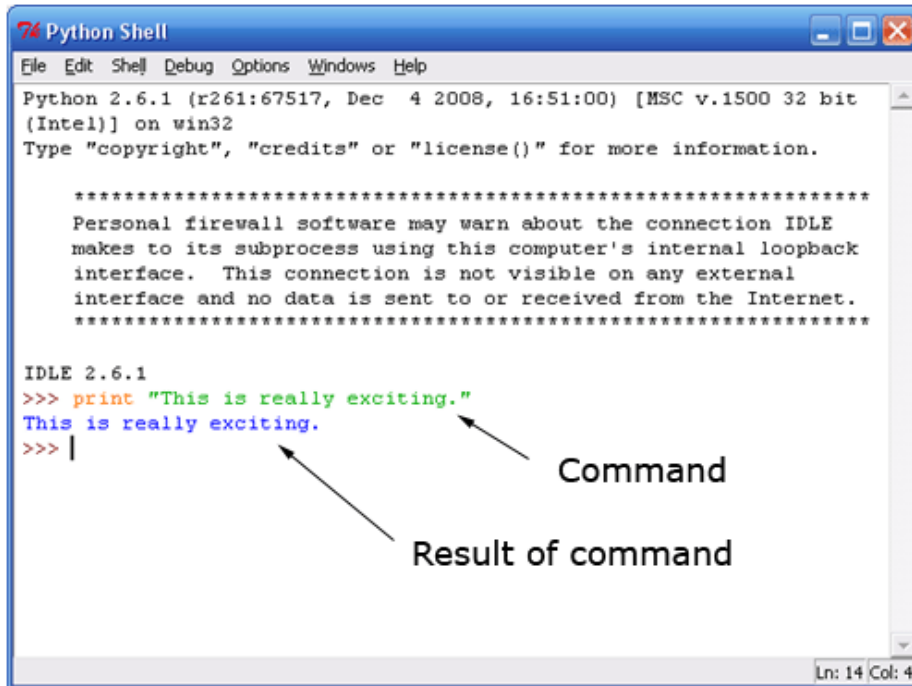 Python Shell
File Edit Shell Debug Options Windows Help
Python 2.6.1 (r261:67517, Dec  4 2008, 16:51:00) [MSC v.1500 32 bit
(Intel)] on win32
Type "copyright", "credits" or "license()" for more information.
****************************************************************
Personal firewall software may warn about the connection IDLE
makes to its subprocess using this computer's internal loopback
interface.  This connection is not visible on any external
interface and no data is sent to or received from the Internet.
****************************************************************
IDLE 2.6.1
>>> print "This is really exciting."
This is really exciting.
>>>
Command
Result of command
Ln: 14 Col: 4